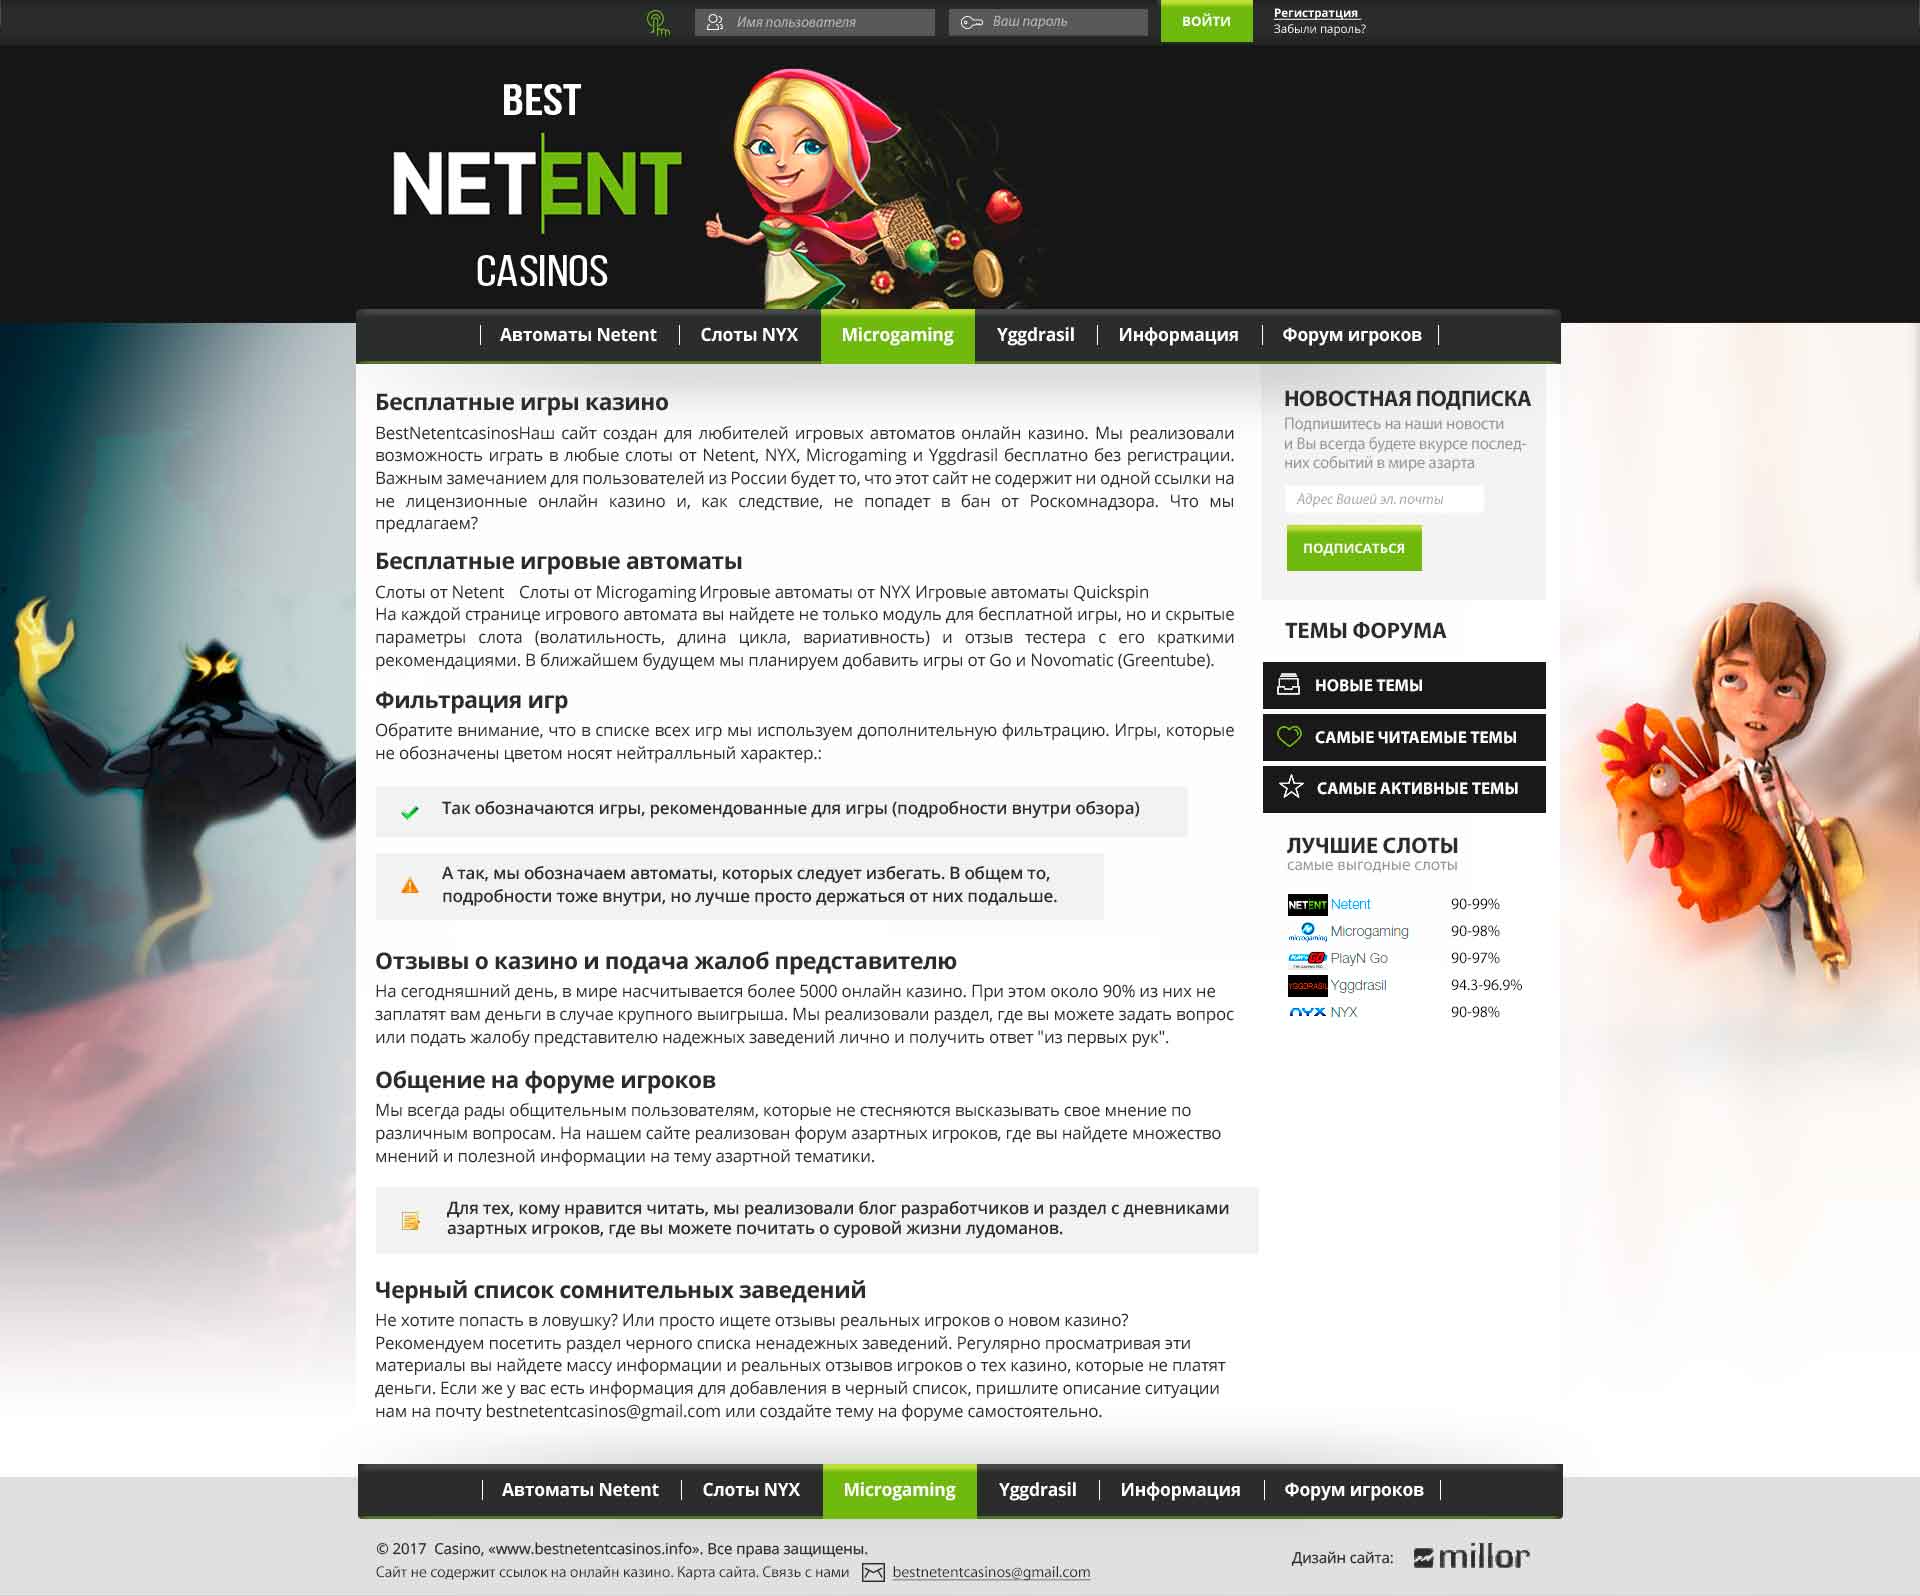 Имя пользователя
Ваш пароль
ВОЙТИ
Регистратция
Забыли пароль?
BEST
NETENT
CASINOS
Автоматы Netent
Слоты NYX
Microgaming
Yggdrasil
Информация
Форум игроков
Бесплатные игры казино
BestNetentcasinosНаш сайт создан для любителей игровых автоматов онлайн казино. Мы реализовали
возможность играть в любые слоты от Netent, NYX, Microgaming и Yggdrasil бесплатно без регистрации.
Важным замечанием для пользователей из России будет то, что этот сайт не содержит ни одной ссылки на
не лицензионные онлайн казино и, как следствие, не попадет в бан от Роскомнадзора. Что мы
предлагаем?
Бесплатные игровые автоматы
Слоты от Netent Слоты от Microgaming Игровые автоматы от NYX Игровые автоматы Quickspin
На каждой странице игрового автомата вы найдете не только модуль для бесплатной игры, но и скрытые
параметры слота (волатильность, длина цикла, вариативность) и отзыв тестера с его краткими
рекомендациями. В ближайшем будущем мы планируем добавить игры от Go и Novomatic (Greentube).
Фильтрация игр
Обратите внимание, что в списке всех игр мы используем дополнительную фильтрацию. Игры, которые
не обозначены цветом носят нейтралльный характер.:
Так обозначаются игры, рекомендованные для игры (подробности внутри обзора)
А так, мы обозначаем автоматы, которых следует избегать. В общем то,
подробности тоже внутри, но лучше просто держаться от них подальше.
Отзывы о казино и подача жалоб представителю
На сегодняшний день, в мире насчитывается более 5000 онлайн казино. При этом около 90% из них не
заплатят вам деньги в случае крупного выигрыша. Мы реализовали раздел, где вы можете задать вопрос
или подать жалобу представителю надежных заведений лично и получить ответ "из первых рук".
Общение на форуме игроков
Мы всегда рады общительным пользователям, которые не стесняются высказывать свое мнение по
различным вопросам. На нашем сайте реализован форум азартных игроков, где вы найдете множество
мнений и полезной информации на тему азартной тематики.
Для тех, кому нравится читать, мы реализовали блог разработчиков и раздел с дневниками
азартных игроков, где вы можете почитать о суровой жизни лудоманов.
Черный список сомнительных заведений
Не хотите попасть в ловушку? Или просто ищете отзывы реальных игроков о новом казино?
Рекомендуем посетить раздел черного списка ненадежных заведений. Регулярно просматривая эти
материалы вы найдете массу информации и реальных отзывов игроков о тех казино, которые не платят
деньги. Если же у вас есть информация для добавления в черный список, пришлите описание ситуации
нам на почту bestnetentcasinos@gmail.com или создайте тему на форуме самостоятельно.
НОВОСТНАЯ ПОДПИСКА
Подпишитесь на наши новости
и Вы всегда будете вкурсе послед-
них событий в мире азарта
Адрес Вашей эл. почты
ПОДПИСАТЬСЯ
ТЕМЫ ФОРУМА
НОВЫЕ ТЕМЫ
САМЫЕ ЧИТАЕМЫЕ ТЕМЫ
САМЫЕ АКТИВНЫЕ ТЕМЫ
ЛУЧШИЕ СЛОТЫ
самые выгодные слоты
NETENT Netent 90-99%
microgaming Microgaming 90-98%
PLAY'N GO PlayN Go 90-97%
YGGDRASIL Yggdrasil 94.3-96.9%
NYX NYX 90-98%
Автоматы Netent
Слоты NYX
Microgaming
Yggdrasil
Информация
Форум игроков
© 2017 Casino, «www.bestnetentcasinos.info». Все права защищены.
Сайт не содержит ссылок на онлайн казино. Карта сайта. Связь с нами bestnetentcasinos@gmail.com
Дизайн сайта: millor